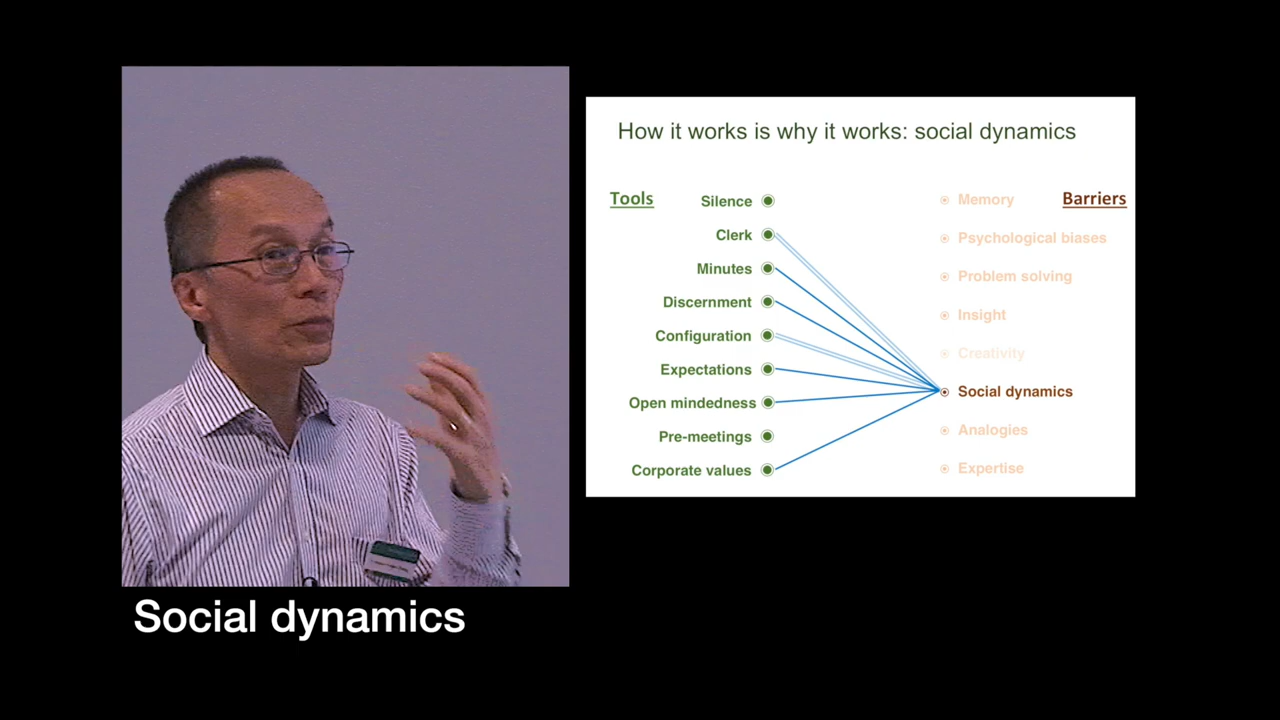 How it works is why it works: social dynamics
Tools
Silence
Clerk
Minutes
Discernment
Configuration
Expectations
Open mindedness
Pre-meetings
Corporate values
Barriers
Memory
Psychological biases
Problem solving
Insight
Creativity
Social dynamics
Analogies
Expertise
Social dynamics